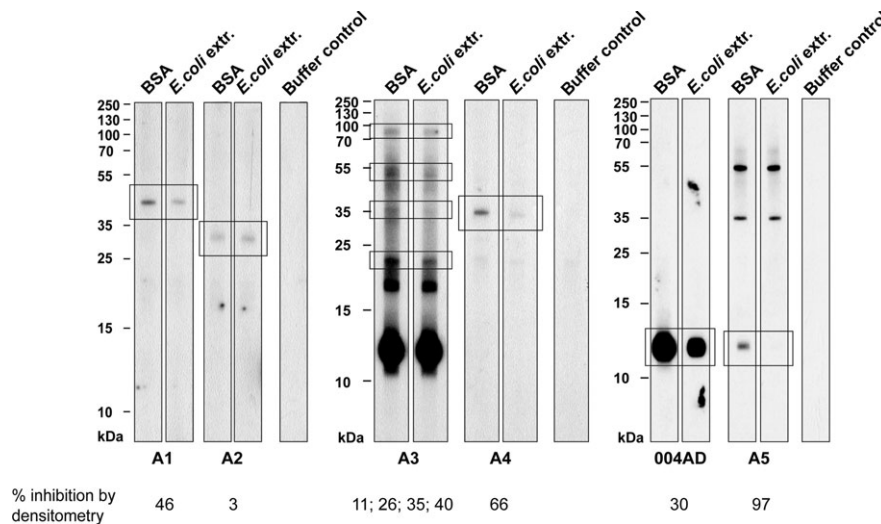 BSA E.coli extr. BSA E.coli extr. Buffer control
250
130
100
70
55
35
25
15
10
kDa
A1 A2
BSA E.coli extr. BSA E.coli extr. Buffer control
250
130
100
70
55
35
25
15
10
kDa
A3 A4
BSA E.coli extr. BSA E.coli extr. Buffer control
250
130
100
70
55
35
25
15
10
kDa
004AD A5
% inhibition by
densitometry
46 3 11; 26; 35; 40 66 30 97